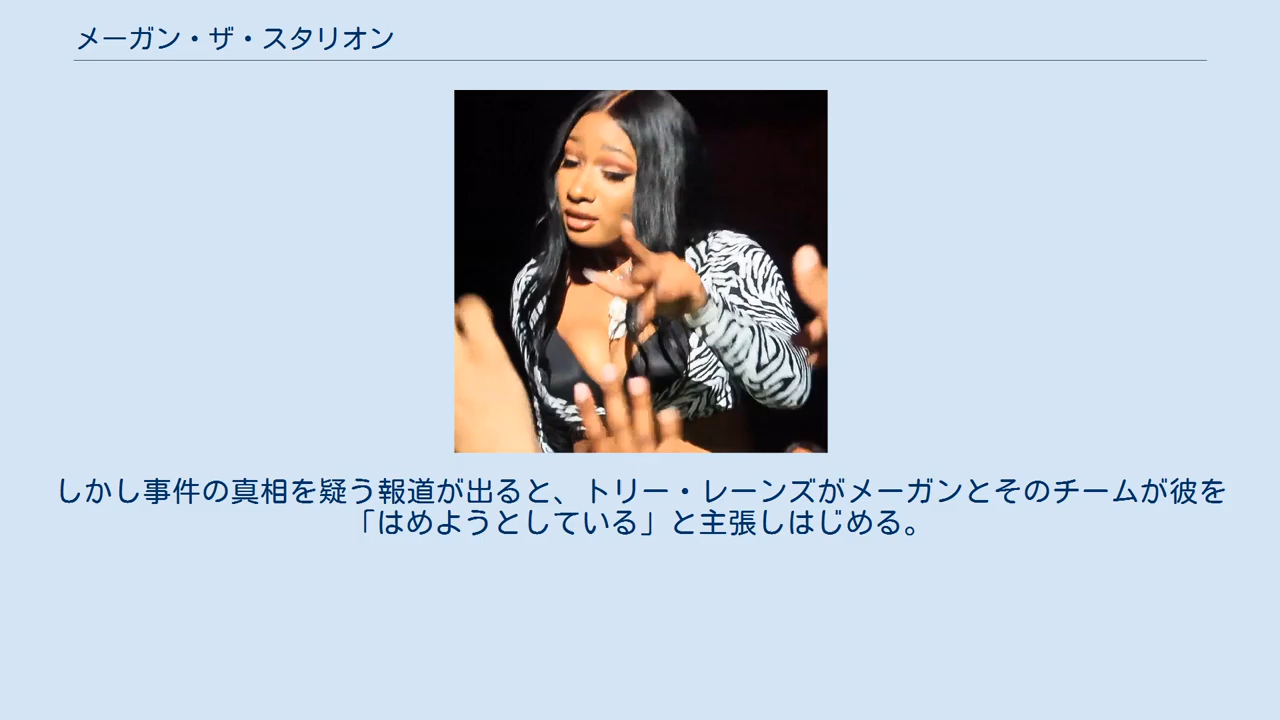 メーガン・ザ・スタリオン
しかし事件の真相を疑う報道が出ると、トリー・レーンズがメーガンとそのチームが彼を
「はめようとしている」と主張しはじめる。